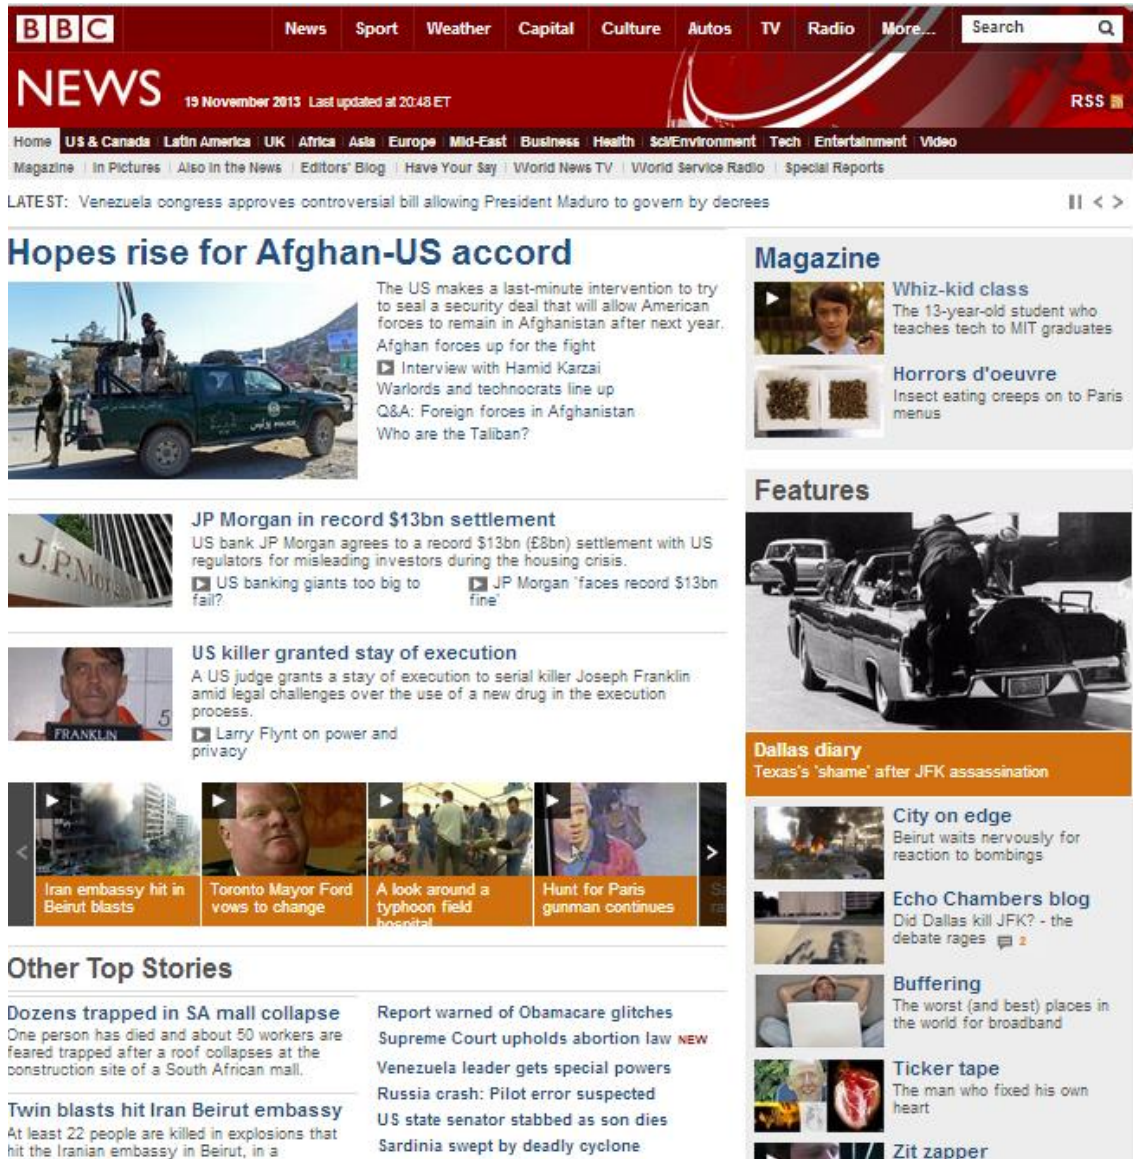 BBC
News Sport Weather Capital Culture Autos TV Radio More... Search
NEWS 19 November 2013 Last updated at 20:48 ET
RSS
Home US & Canada Latin America UK Africa Asia Europe Mid-East Business Health Sci/Environment Tech Entertainment Video
Magazine In Pictures Also in the News Editors' Blog Have Your Say World News TV World Service Radio Special Reports
LATEST: Venezuela congress approves controversial bill allowing President Maduro to govern by decrees
Hopes rise for Afghan-US accord
The US makes a last-minute intervention to try
to seal a security deal that will allow American
forces to remain in Afghanistan after next year.
Afghan forces up for the fight
Interview with Hamid Karzai
Warlords and technocrats line up
Q&A: Foreign forces in Afghanistan
Who are the Taliban?
J.P.
JP Morgan in record $13bn settlement
US bank JP Morgan agrees to a record $13bn (£8bn) settlement with US
regulators for misleading investors during the housing crisis.
US banking giants too big to
fail?
JP Morgan 'faces record $13bn
fine'
FRANKLIN
5
US killer granted stay of execution
A US judge grants a stay of execution to serial killer Joseph Franklin
amid legal challenges over the use of a new drug in the execution
process.
Larry Flynt on power and
privacy
Iran embassy hit in
Beirut blasts
Toronto Mayor Ford
vows to change
A look around a
typhoon field
hospital
Hunt for Paris
gunman continues
Other Top Stories
Dozens trapped in SA mall collapse
One person has died and about 50 workers are
feared trapped after a roof collapses at the
construction site of a South African mall.
Twin blasts hit Iran Beirut embassy
At least 22 people are killed in explosions that
hit the Iranian embassy in Beirut, in a
Report warned of Obamacare glitches
Supreme Court upholds abortion law NEW
Venezuela leader gets special powers
Russia crash: Pilot error suspected
US state senator stabbed as son dies
Sardinia swept by deadly cyclone
Magazine
Whiz-kid class
The 13-year-old student who
teaches tech to MIT graduates
Horrors d'oeuvre
Insect eating creeps on to Paris
menus
Features
Dallas diary
Texas's 'shame' after JFK assassination
City on edge
Beirut waits nervously for
reaction to bombings
Echo Chambers blog
Did Dallas kill JFK? - the
debate rages 2
Buffering
The worst (and best) places in
the world for broadband
Ticker tape
The man who fixed his own
heart
Zit zapper